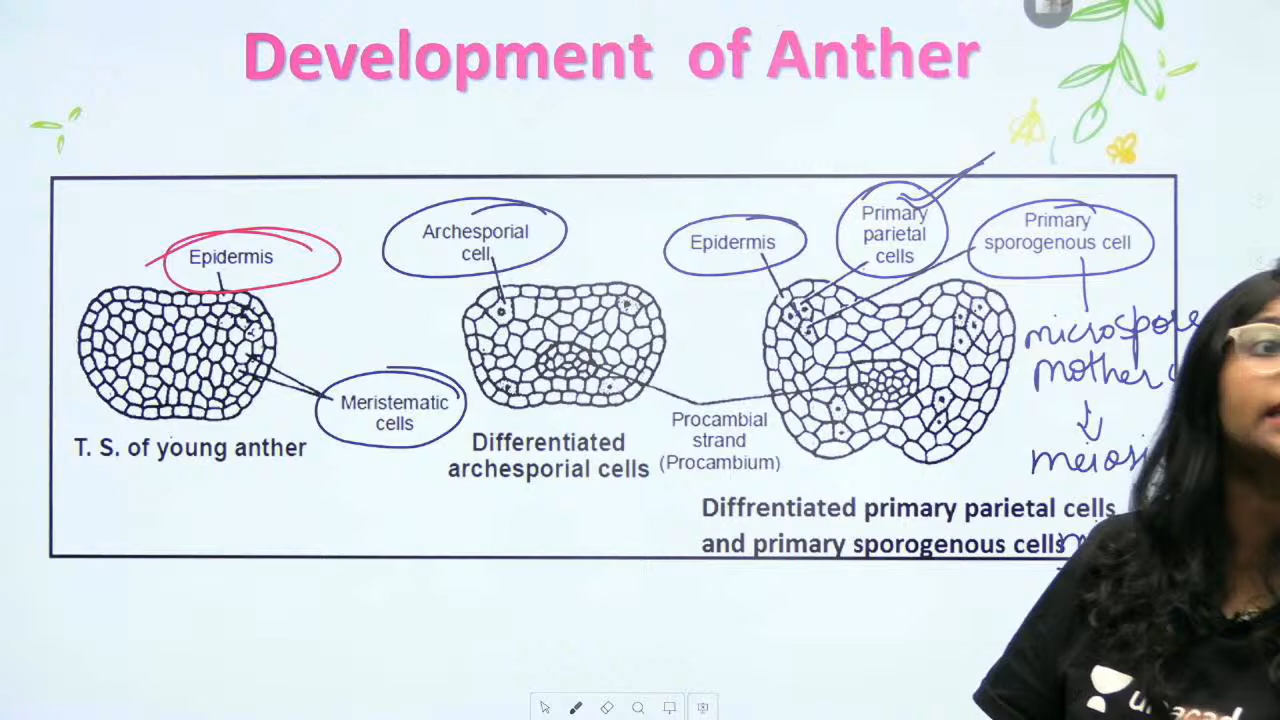 Development of Anther
Epidermis
Meristematic
cells
T. S. of young anther
Archesporial
cell
Differentiated
archesporial cells
Procambial
strand
(Procambium)
Epidermis
Primary
parietal
cells
Primary
sporogenous cell
microspore
mother
Diffrentiated primary parietal cells
and primary sporogenous cells